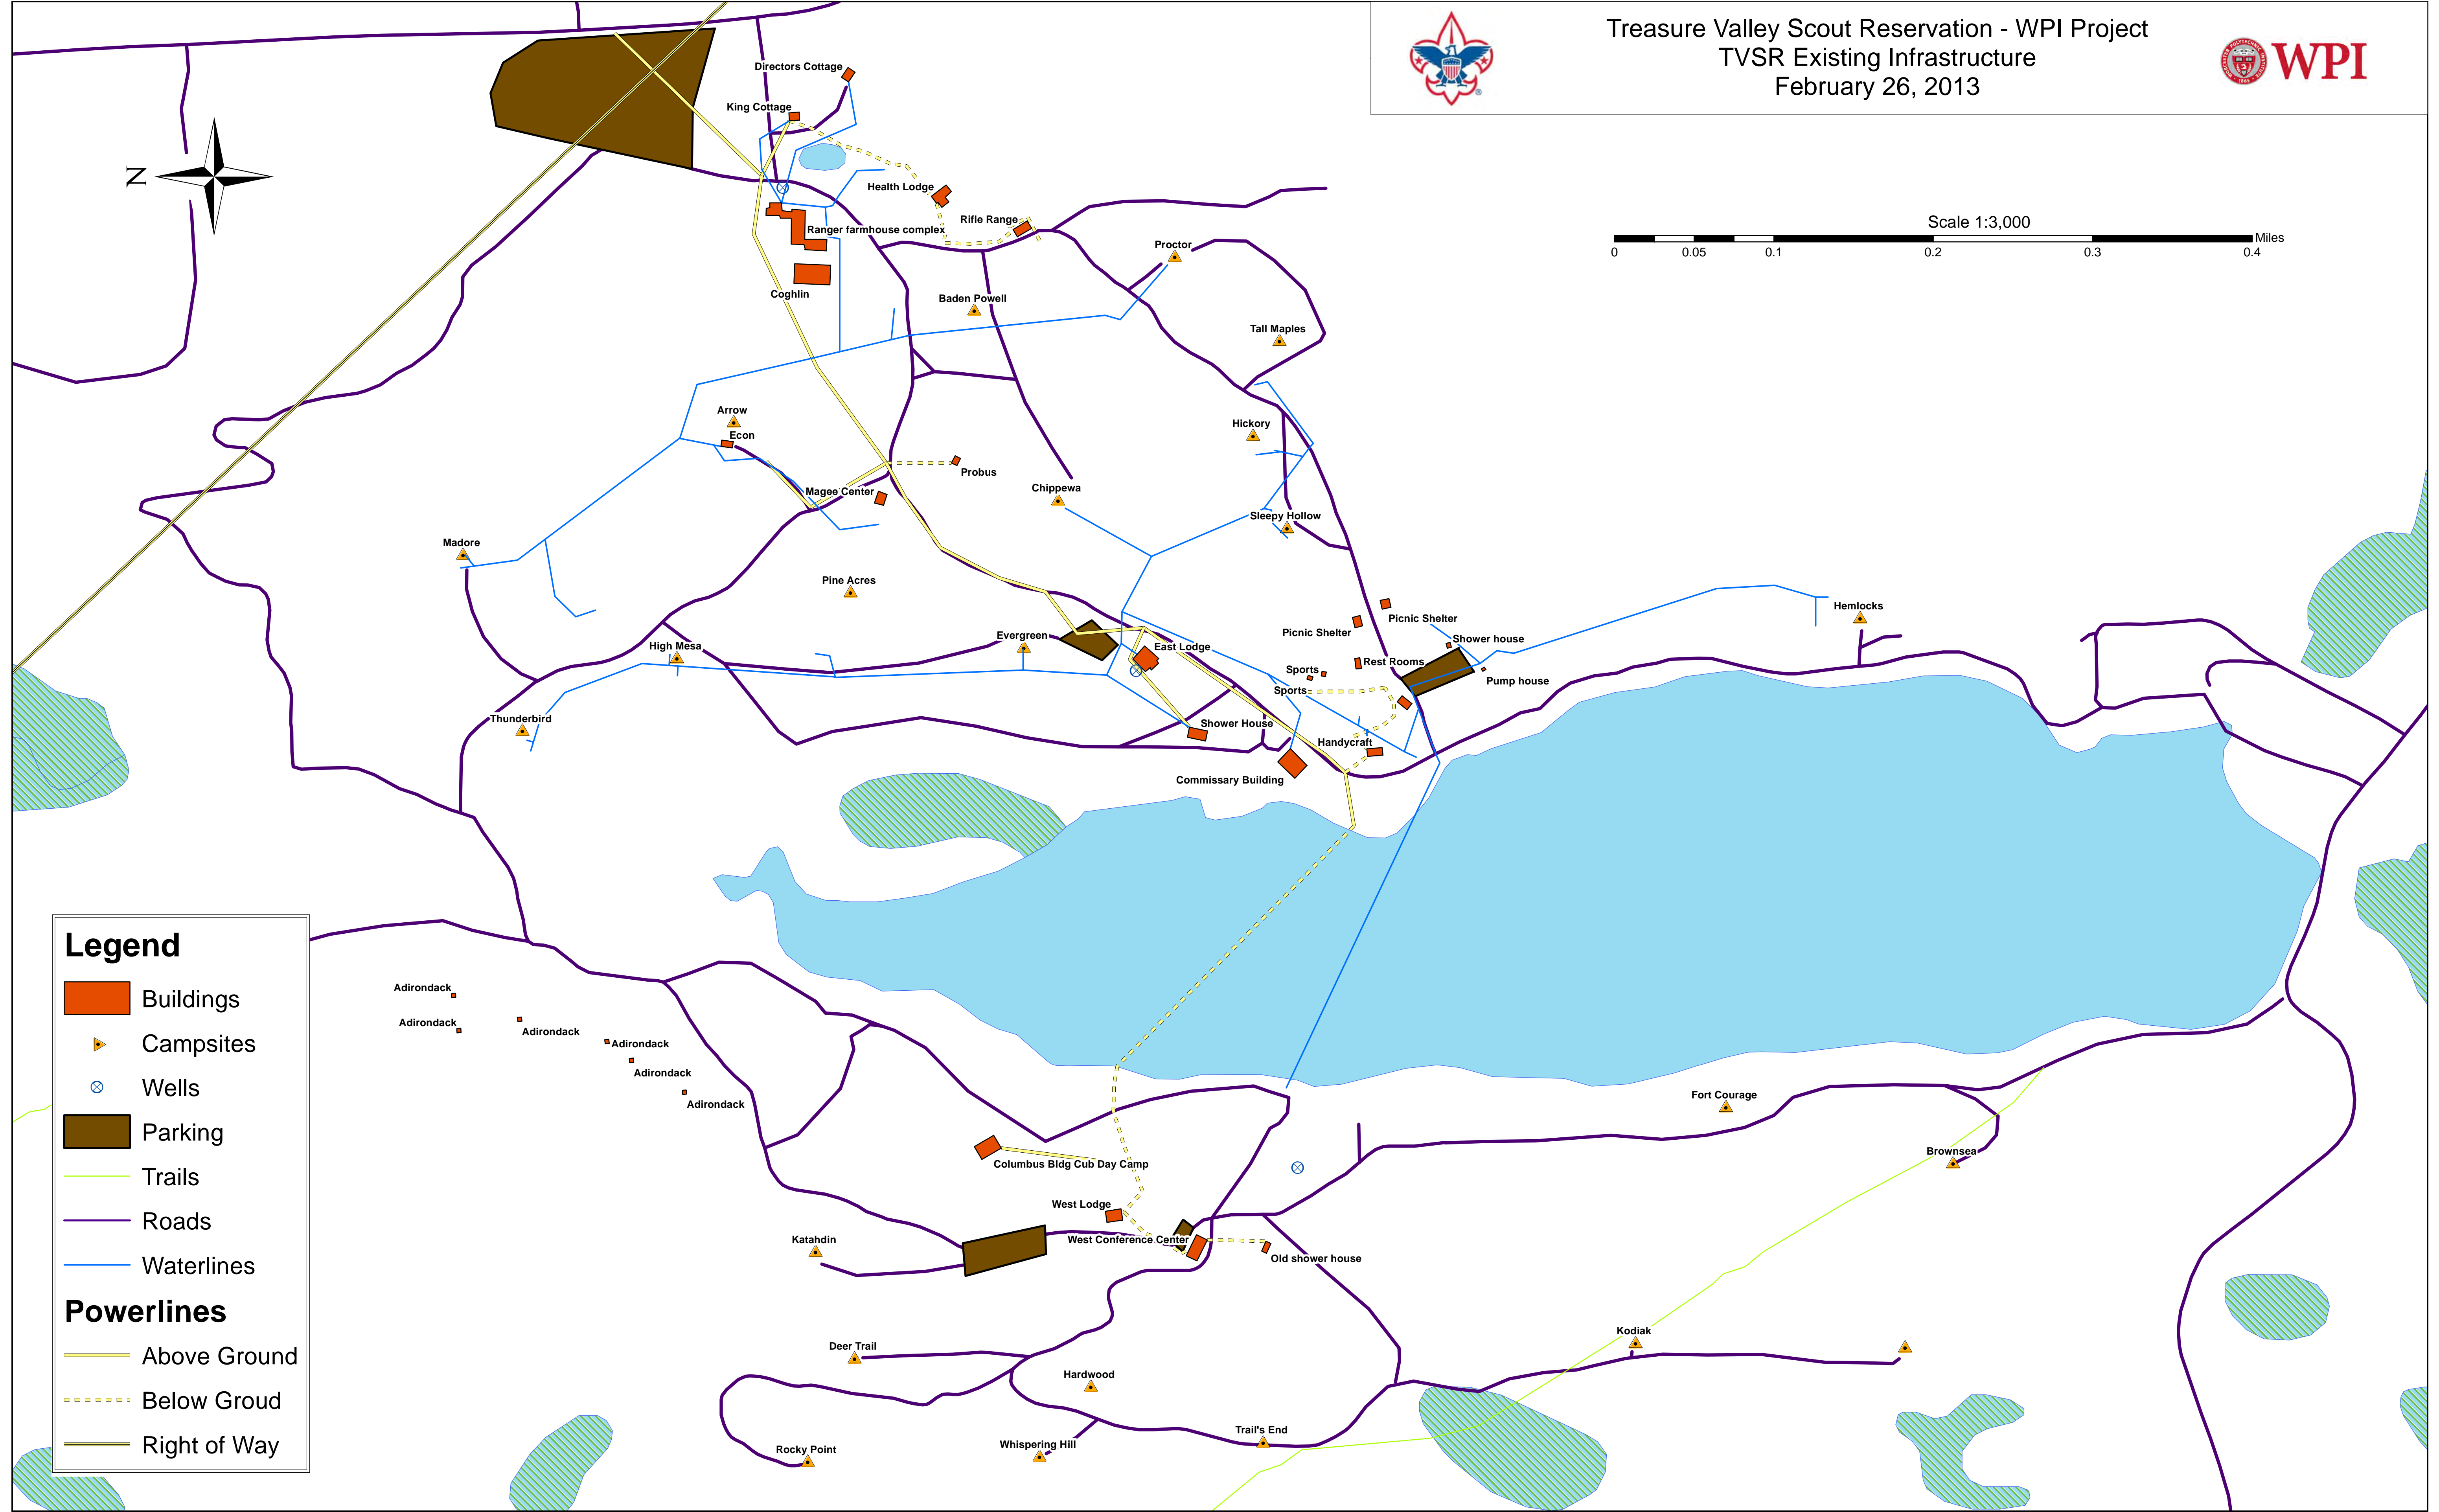 Treasure Valley Scout Reservation - WPI Project
TVSR Existing Infrastructure
February 26, 2013
WPI
Directors Cottage
King Cottage
N
Health Lodge
Rifle Range
Ranger farmhouse complex
Scale 1:3,000
Miles
0 0.05 0.1 0.2 0.3 0.4
Proctor
Coghlin
Baden Powell
Tall Maples
Arrow
Econ
Hickory
Probus
Magee Center
Chippewa
Sleepy Hollow
Madore
Pine Acres
Hemlocks
Picnic Shelter
Picnic Shelter
Evergreen
High Mesa
East Lodge
Shower house
Rest Rooms
Sports
Pump house
Sports
Thunderbird
Shower House
Handycraft
Commissary Building
Adirondack
Adirondack
Adirondack
Adirondack
Adirondack
Adirondack
Fort Courage
Brownsea
Columbus Bldg Cub Day Camp
West Lodge
Katahdin
West Conference Center
Old shower house
Kodiak
Deer Trail
Hardwood
Trail's End
Whispering Hill
Rocky Point
Legend
Buildings
Campsites
Wells
Parking
Trails
Roads
Waterlines
Powerlines
Above Ground
Below Groud
Right of Way